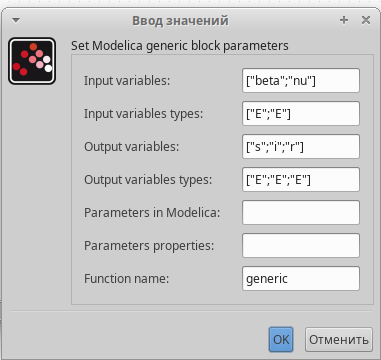 Ввод значений
Set Modelica generic block parameters
Input variables: ["beta";"nu"]
Input variables types: ["E";"E"]
Output variables: ["s";"i";"r"]
Output variables types: ["E";"E";"E"]
Parameters in Modelica:
Parameters properties:
Function name: generic
OK Отменить